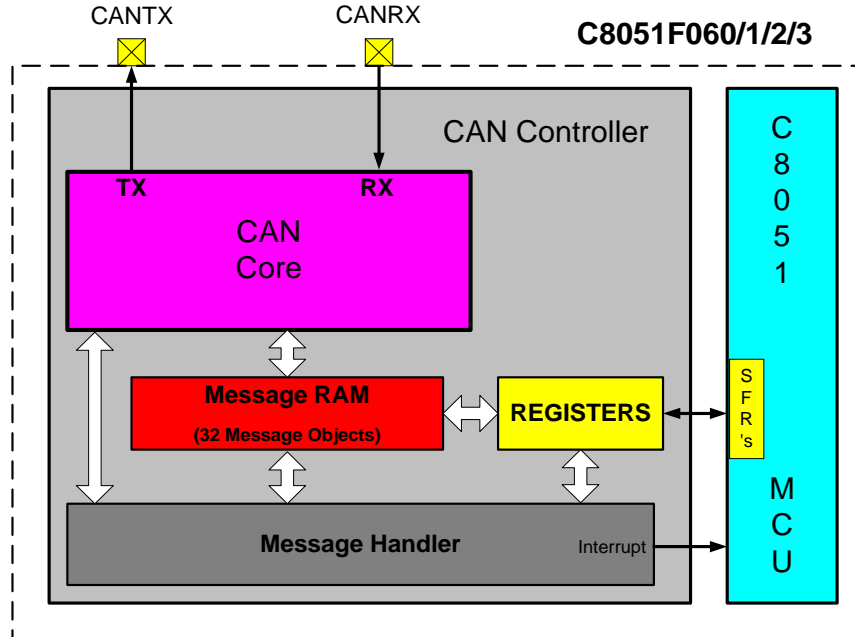 CANTX
CANRX
C8051F060/1/2/3
CAN Controller
TX
RX
CAN
Core
Message RAM
(32 Message Objects)
REGISTERS
Message Handler
Interrupt
C
8
0
5
1
S
F
R
's
M
C
U